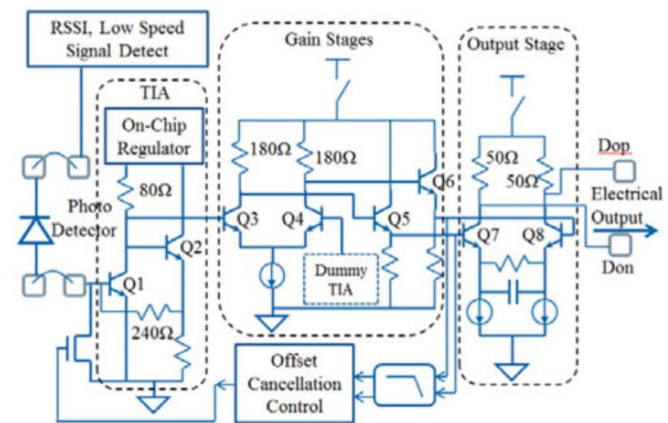 RSSI, Low Speed
Signal Detect
TIA
On-Chip
Regulator
80Ω
Photo
Detector
Q1
Q2
240Ω
Gain Stages
180Ω
180Ω
Q3
Q4
Q5
Q6
Dummy
TIA
Output Stage
50Ω
50Ω
Q7
Q8
Dop
Electrical
Output
Don
Offset
Cancellation
Control